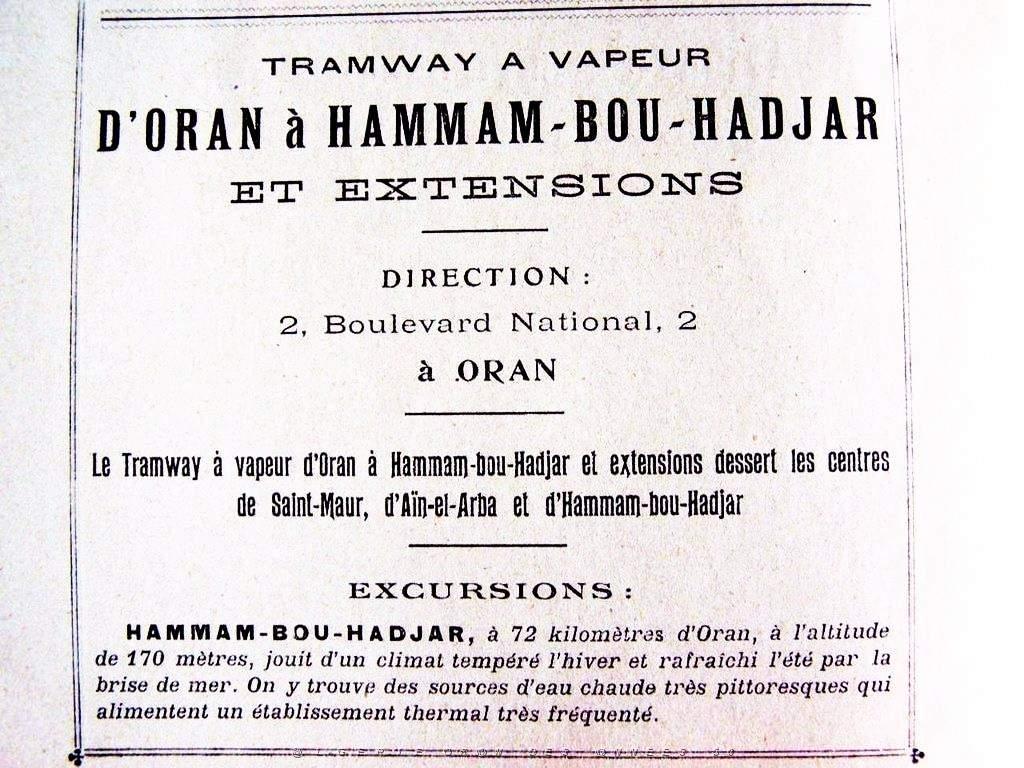 TRAMWAY A VAPEUR
D'ORAN à HAMMAM-BOU-HADJAR
ET EXTENSIONS
DIRECTION :
2, Boulevard National, 2
à ORAN
Le Tramway à vapeur d'Oran à Hammam-bou-Hadjar et extensions dessert les centres
de Saint-Maur, d'Aïn-el-Arba et d'Hammam-bou-Hadjar
EXCURSIONS :
HAMMAM-BOU-HADJAR, à 72 kilomètres d'Oran, à l'altitude
de 170 mètres, jouit d'un climat tempéré l'hiver et rafraîchi l'été par la
brise de mer. On y trouve des sources d'eau chaude très pittoresques qui
alimentent un établissement thermal très fréquenté.